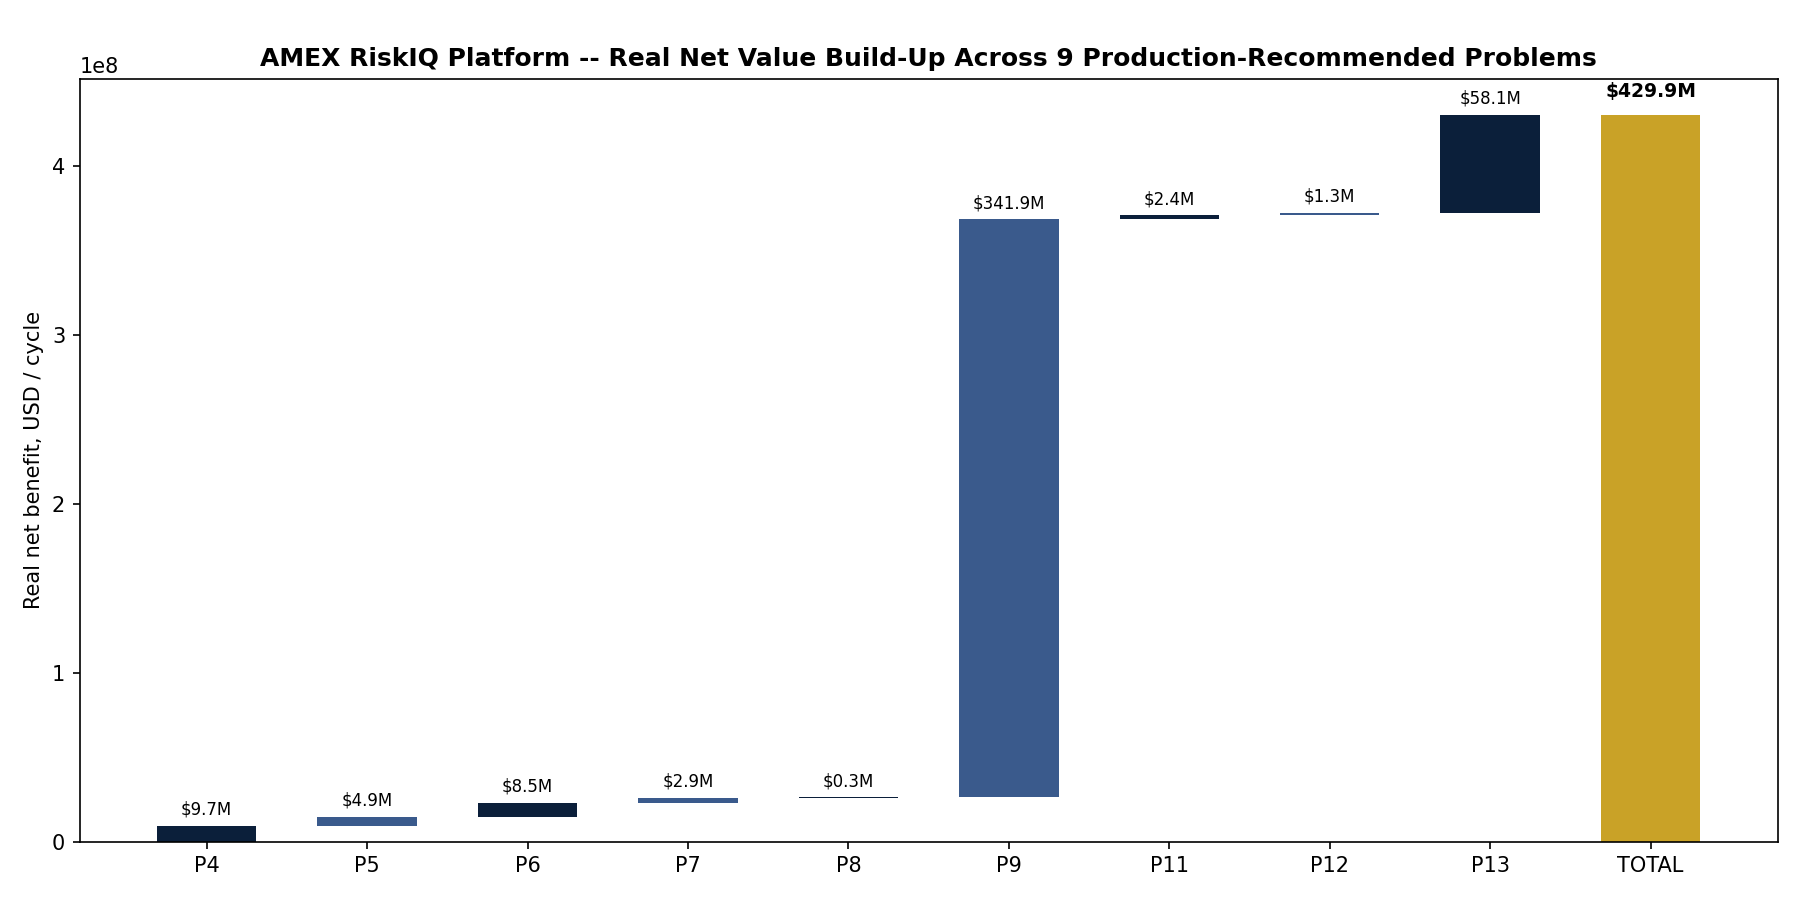 AMEX RiskIQ Platform -- Real Net Value Build-Up Across 9 Production-Recommended Problems
1e8
$429.9M
$58.1M
4
$341.9M
$2.4M
$1.3M
3
Real net benefit, USD / cycle
2
1
$9.7M
$4.9M
$8.5M
$2.9M
$0.3M
0
P4 P5 P6 P7 P8 P9 P11 P12 P13 TOTAL